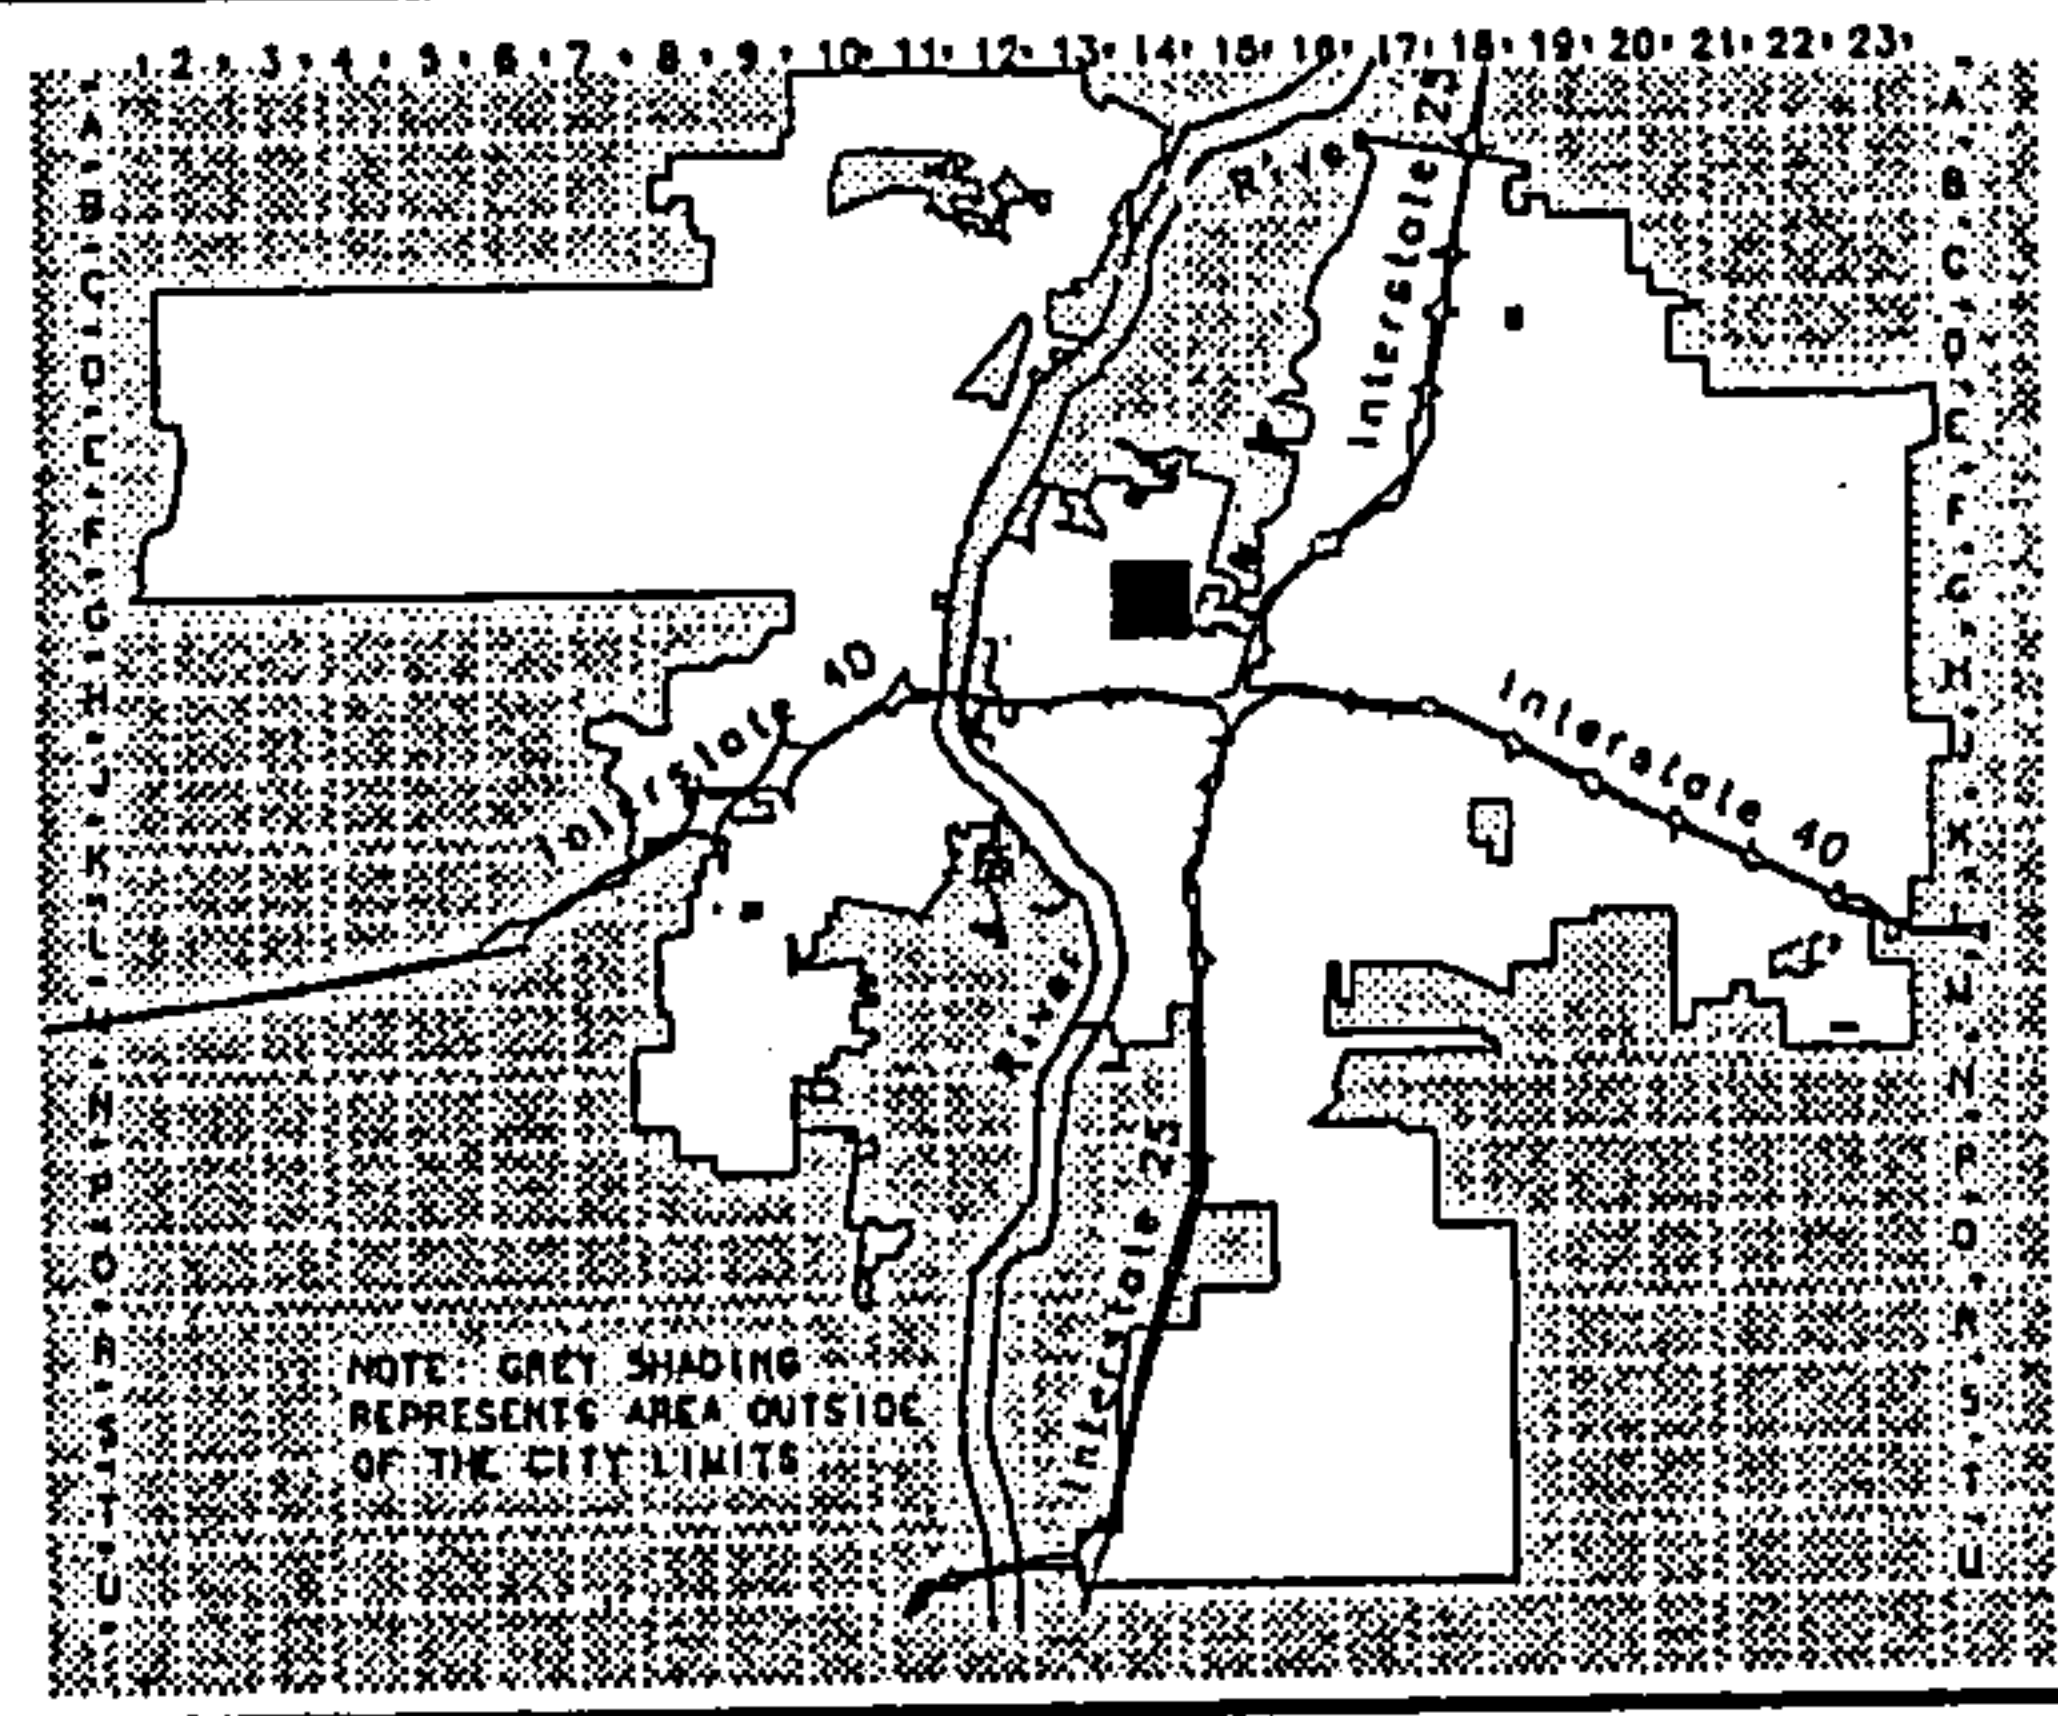 2 3 4 5 6 7 8 9 10 11 12 13 14 15 16 17 18 19 20 21 22 23
A
B
C
D
E
F
G
H
J
K
L
M
N
P
Q
R
S
T
U
River
Interstate 25
Interstate 40
Interstate 40
River
Interstate 25
NOTE: GREY SHADING
REPRESENTS AREA OUTSIDE
OF THE CITY LIMITS
A
B
C
D
E
F
G
H
J
K
L
M
N
P
Q
R
S
T
U